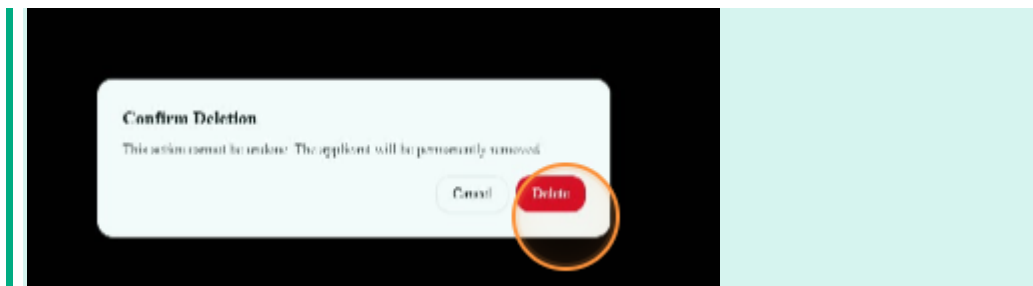 Confirm Deletion
This action cannot be undone. The applicant will be permanently removed.
Cancel
Delete